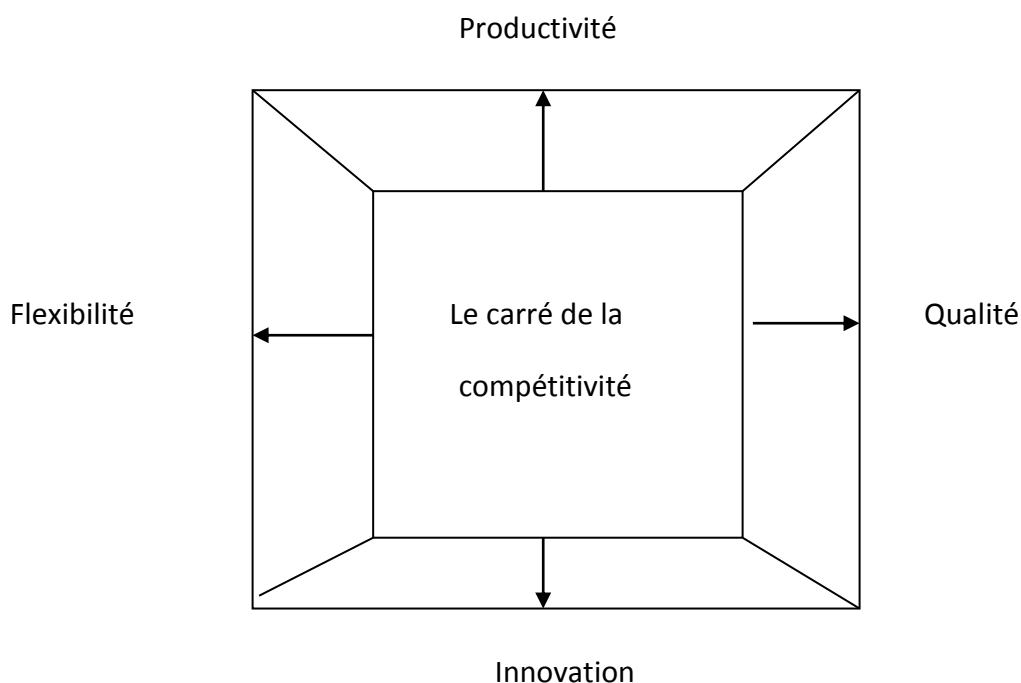 Productivité
Flexibilité
Le carré de la
compétitivité
Qualité
Innovation